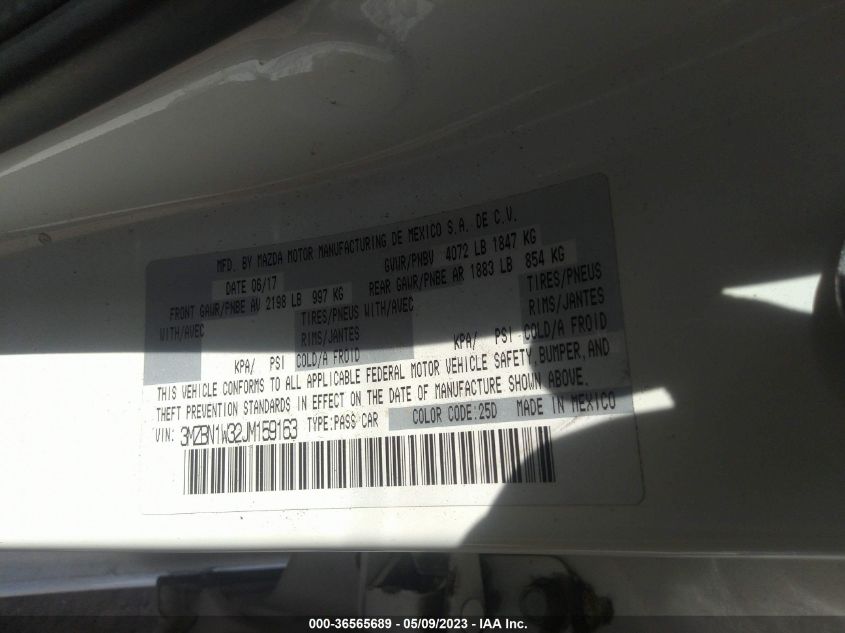 MFD. BY MAZDA MOTOR MANUFACTURING DE MEXICO S.A. DE C.V.
DATE 06/17 GVWR/PNBV 4072 LB 1847 KG
FRONT GAWR/PNBE AV 2198 LB 997 KG REAR GAWR/PNBE AR 1883 LB 854 KG
WITH/AVEC TIRES/PNEUS WITH/AVEC TIRES/PNEUS
RIMS/JANTES RIMS/JANTES
KPA/ PSI COLD/A FROID KPA/ PSI COLD/A FROID
THIS VEHICLE CONFORMS TO ALL APPLICABLE FEDERAL MOTOR VEHICLE SAFETY, BUMPER, AND
THEFT PREVENTION STANDARDS IN EFFECT ON THE DATE OF MANUFACTURE SHOWN ABOVE.
VIN: 3MZBN1W32JM159163 TYPE:PASS CAR COLOR CODE:25D MADE IN MEXICO
000-36565689 - 05/09/2023 - IAA Inc.